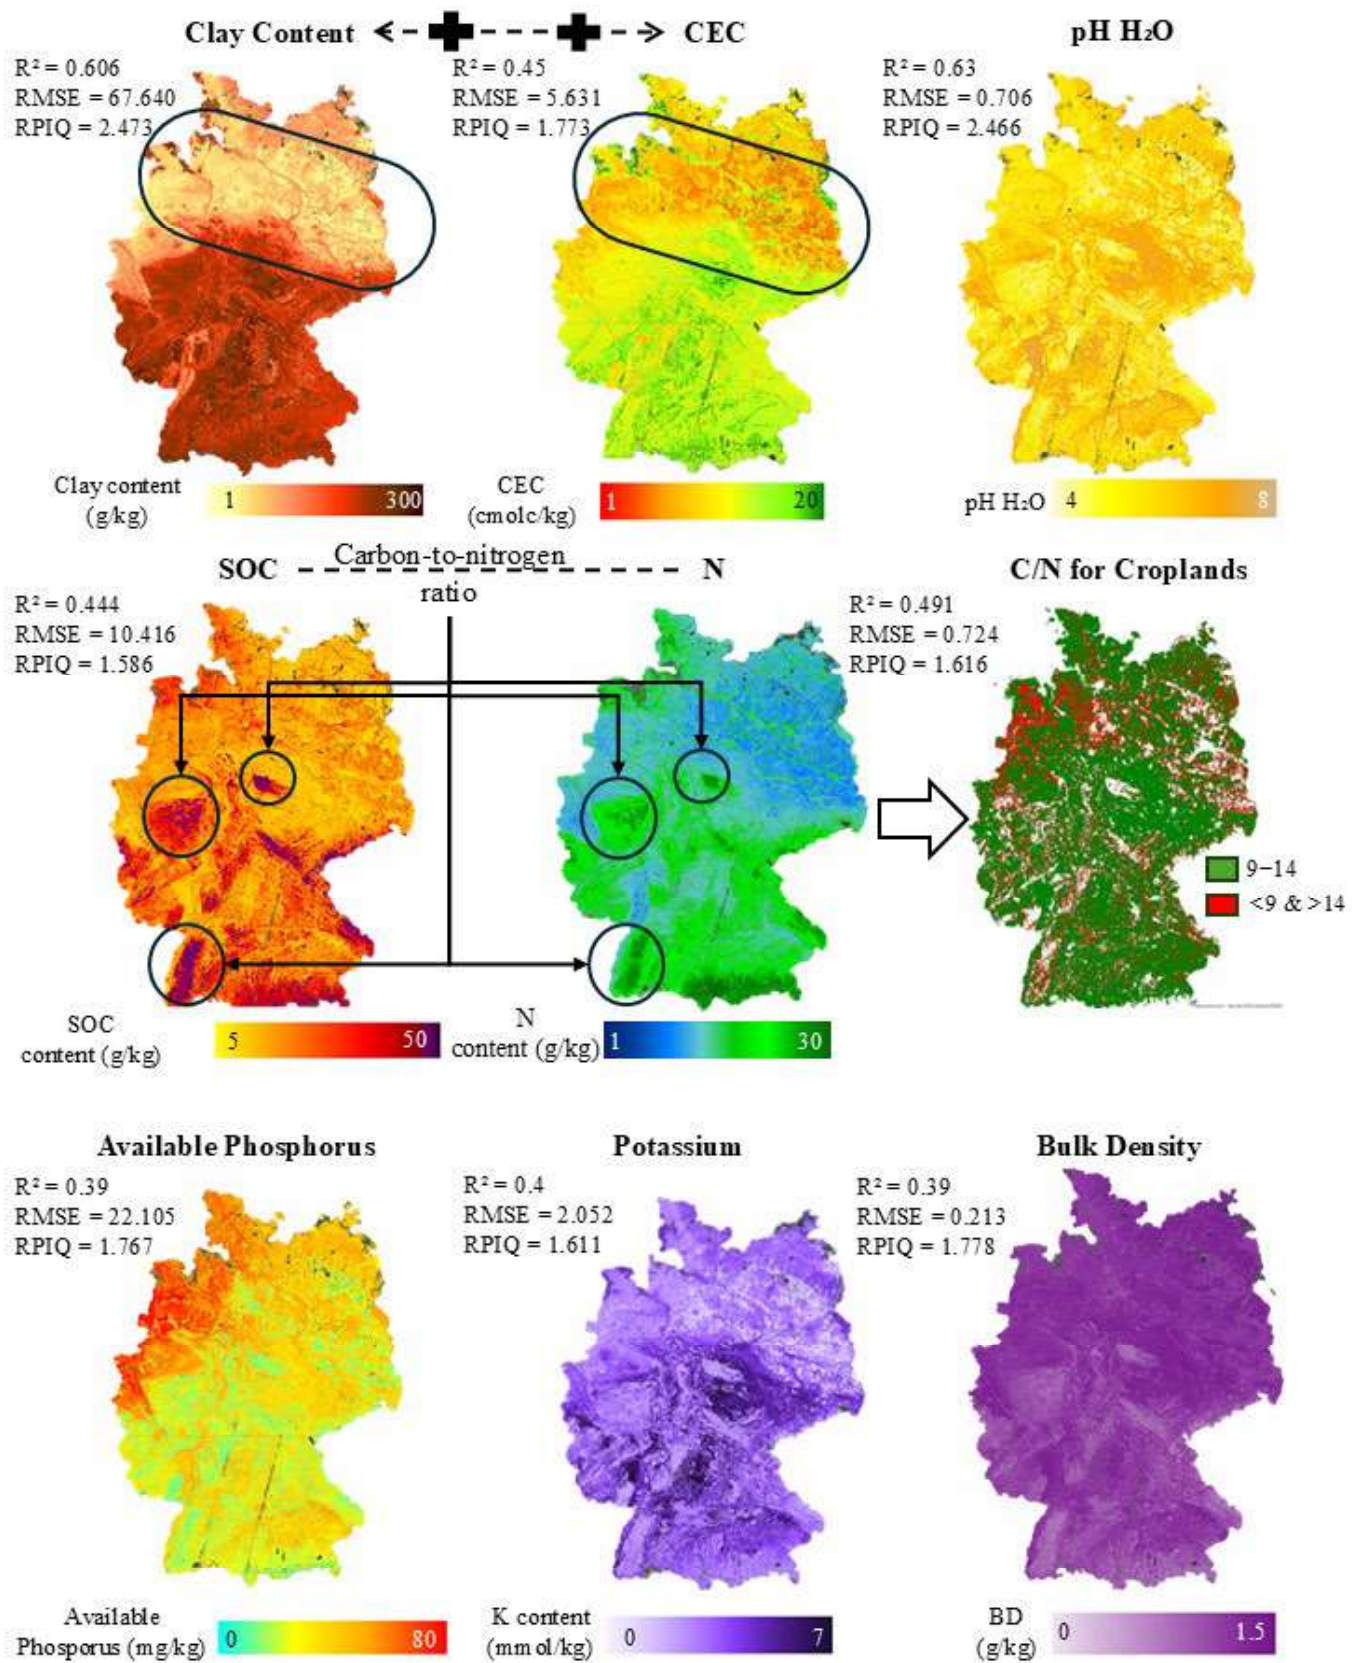 Clay Content
CEC
pH H₂O
R² = 0.606
RMSE = 67.640
RPIQ = 2.473
R² = 0.45
RMSE = 5.631
RPIQ = 1.773
R² = 0.63
RMSE = 0.706
RPIQ = 2.466
Clay content
(g/kg)
1
300
CEC
(cmolc/kg)
1
20
pH H₂O
4
8
SOC
Carbon-to-nitrogen
ratio
N
C/N for Croplands
R² = 0.444
RMSE = 10.416
RPIQ = 1.586
R² = 0.491
RMSE = 0.724
RPIQ = 1.616
9–14
<9 & >14
SOC
content (g/kg)
5
50
N
content (g/kg)
1
30
Available Phosphorus
Potassium
Bulk Density
R² = 0.39
RMSE = 22.105
RPIQ = 1.767
R² = 0.4
RMSE = 2.052
RPIQ = 1.611
R² = 0.39
RMSE = 0.213
RPIQ = 1.778
Available
Phosporus (mg/kg)
0
80
K content
(mmol/kg)
0
7
BD
(g/kg)
0
1.5